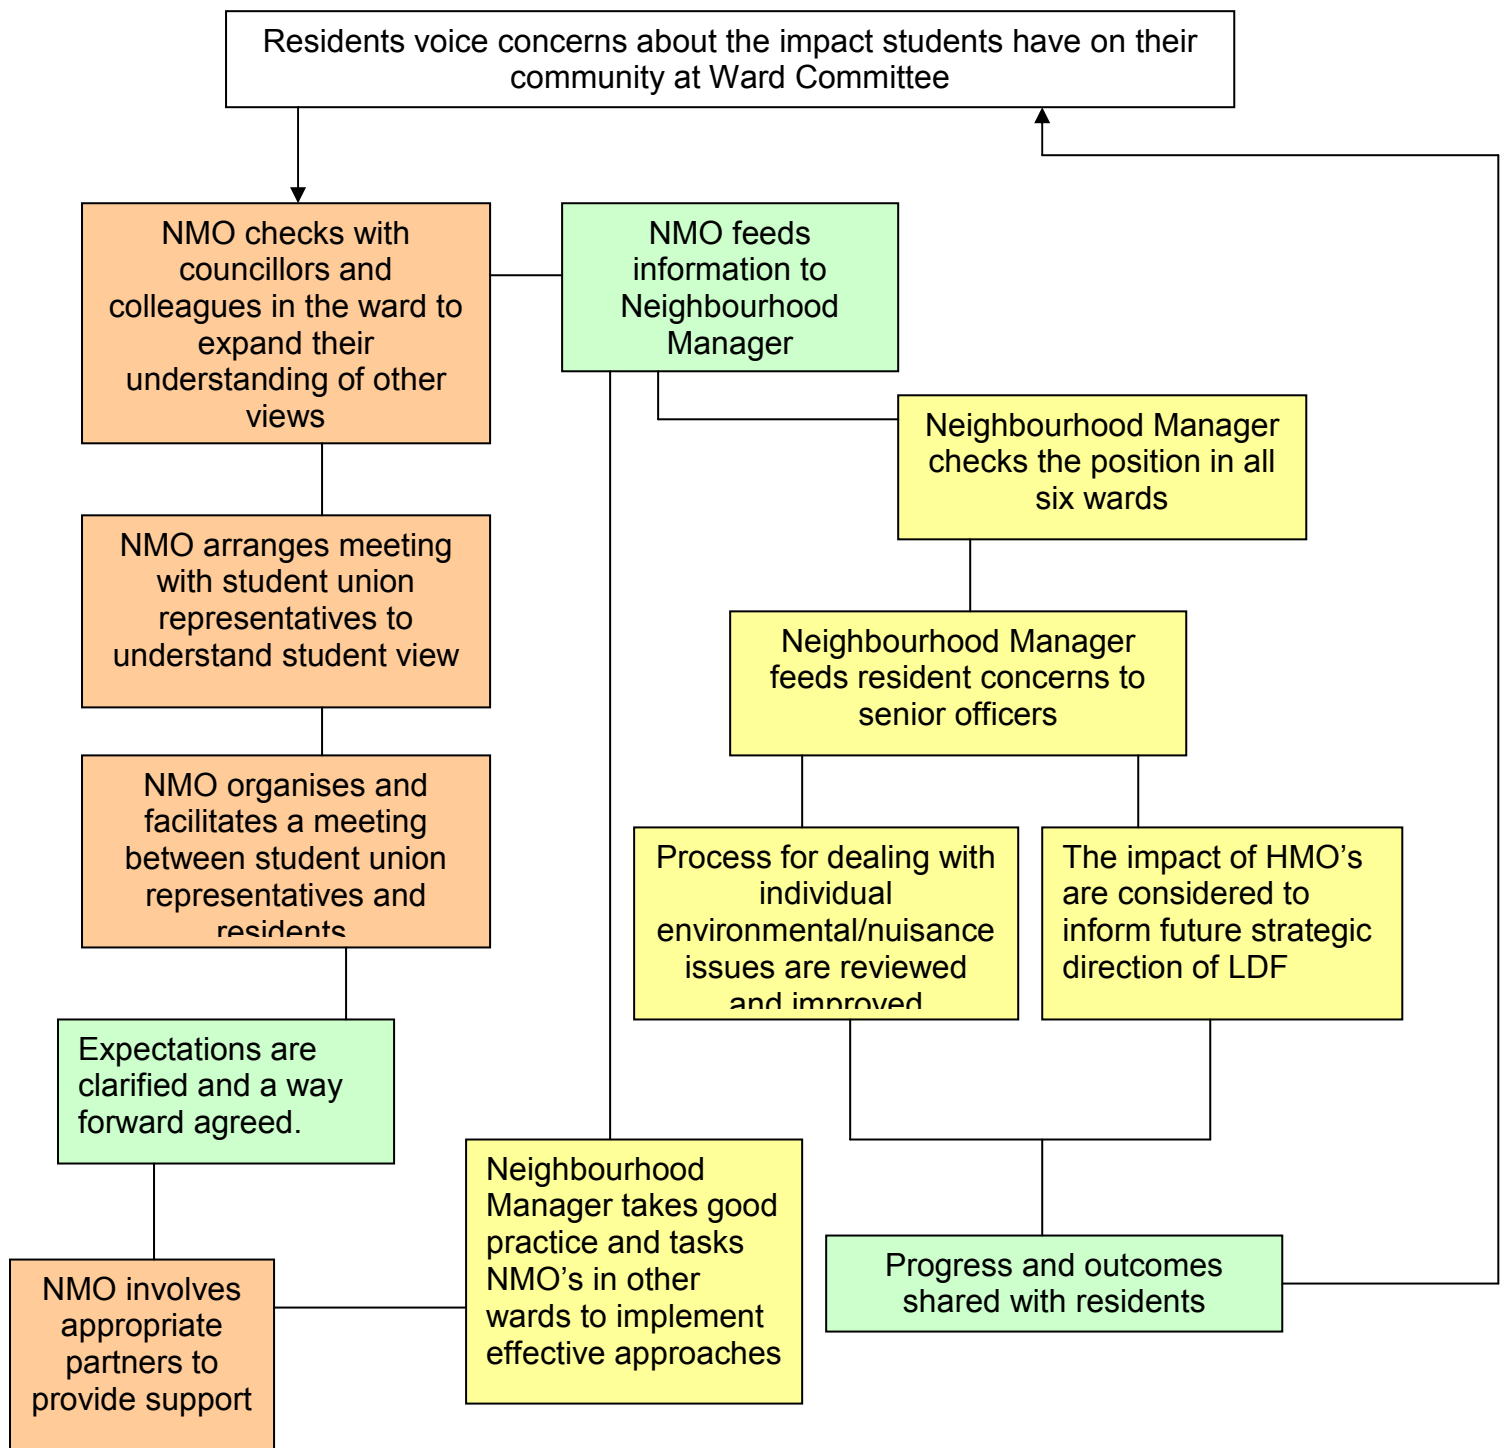 Residents voice concerns about the impact students have on their
community at Ward Committee
NMO checks with
councillors and
colleagues in the ward to
expand their
understanding of other
views
NMO feeds
information to
Neighbourhood
Manager
Neighbourhood Manager
checks the position in all
six wards
NMO arranges meeting
with student union
representatives to
understand student view
Neighbourhood Manager
feeds resident concerns to
senior officers
NMO organises and
facilitates a meeting
between student union
representatives and
residents
Process for dealing with
individual
environmental/nuisance
issues are reviewed
and improved
The impact of HMO’s
are considered to
inform future strategic
direction of LDF
Expectations are
clarified and a way
forward agreed.
Neighbourhood
Manager takes good
practice and tasks
NMO’s in other
wards to implement
effective approaches
Progress and outcomes
shared with residents
NMO involves
appropriate
partners to
provide support